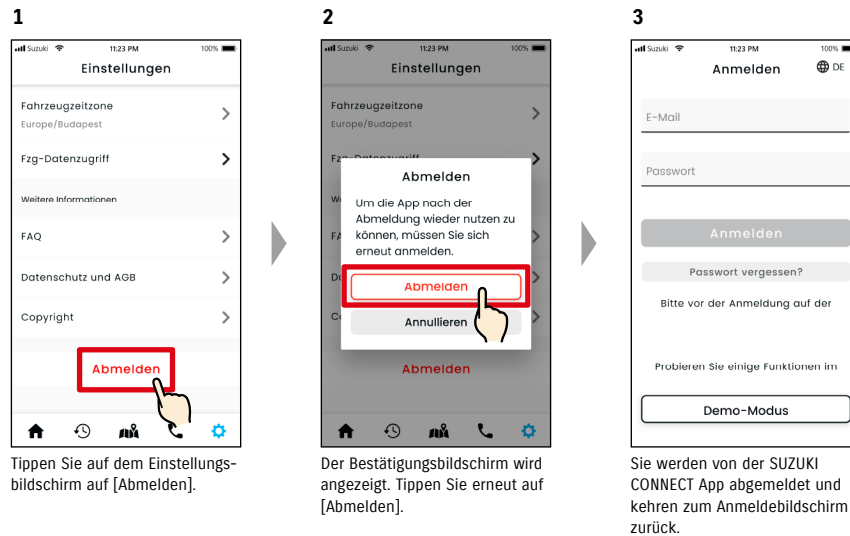 1
Suzuki 11:23 PM 100%
Einstellungen
Fahrzeugzeitzone
Europe/Budapest
Fzg-Datenzugriff
Weitere Informationen
FAQ
Datenschutz und AGB
Copyright
Abmelden
Tippen Sie auf dem Einstellungs-
bildschirm auf [Abmelden].
2
Suzuki 11:23 PM 100%
Einstellungen
Fahrzeugzeitzone
Europe/Budapest
Fzg-Datenzugriff
Abmelden
Um die App nach der
Abmeldung wieder nutzen zu
können, müssen Sie sich
erneut anmelden.
Abmelden
Annullieren
Abmelden
Der Bestätigungsbildschirm wird
angezeigt. Tippen Sie erneut auf
[Abmelden].
3
Suzuki 11:23 PM 100%
Anmelden DE
E-Mail
Passwort
Anmelden
Passwort vergessen?
Bitte vor der Anmeldung auf der
Probieren Sie einige Funktionen im
Demo-Modus
Sie werden von der SUZUKI
CONNECT App abgemeldet und
kehren zum Anmeldebildschirm
zurück.